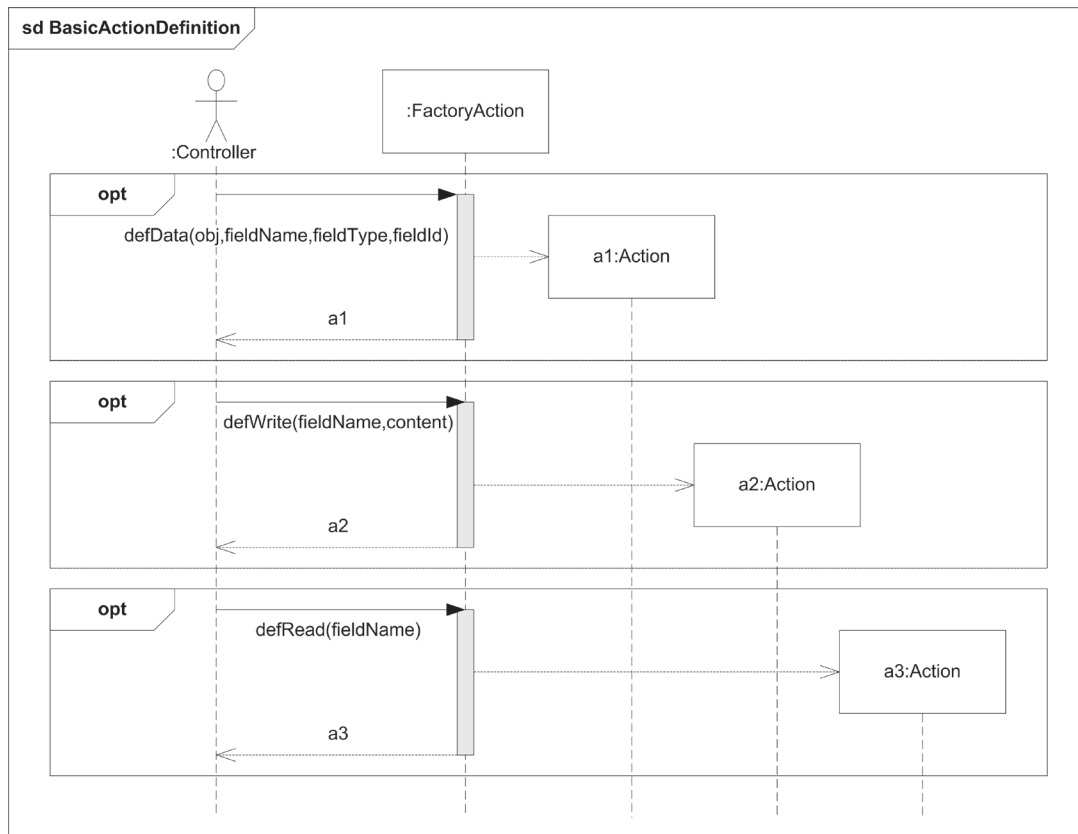 sd BasicActionDefinition
:Controller
:FactoryAction
opt
defData(obj,fieldName,fieldType,fieldId)
a1:Action
a1
opt
defWrite(fieldName,content)
a2:Action
a2
opt
defRead(fieldName)
a3:Action
a3